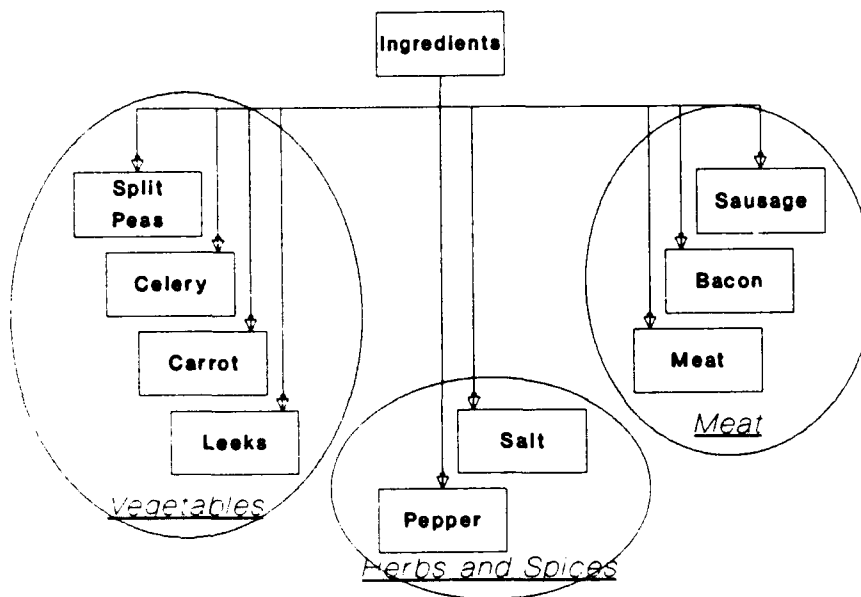 Ingredients
Split
Peas
Celery
Carrot
Leeks
Vegetables
Salt
Pepper
Herbs and Spices
Sausage
Bacon
Meat
Meat